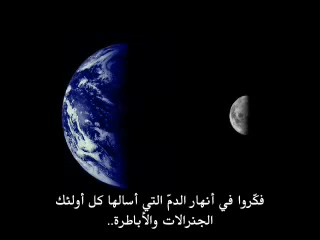 فكّروا في أنهار الدمّ التي أسالها كل أولئك
الجنرالات والأباطرة..